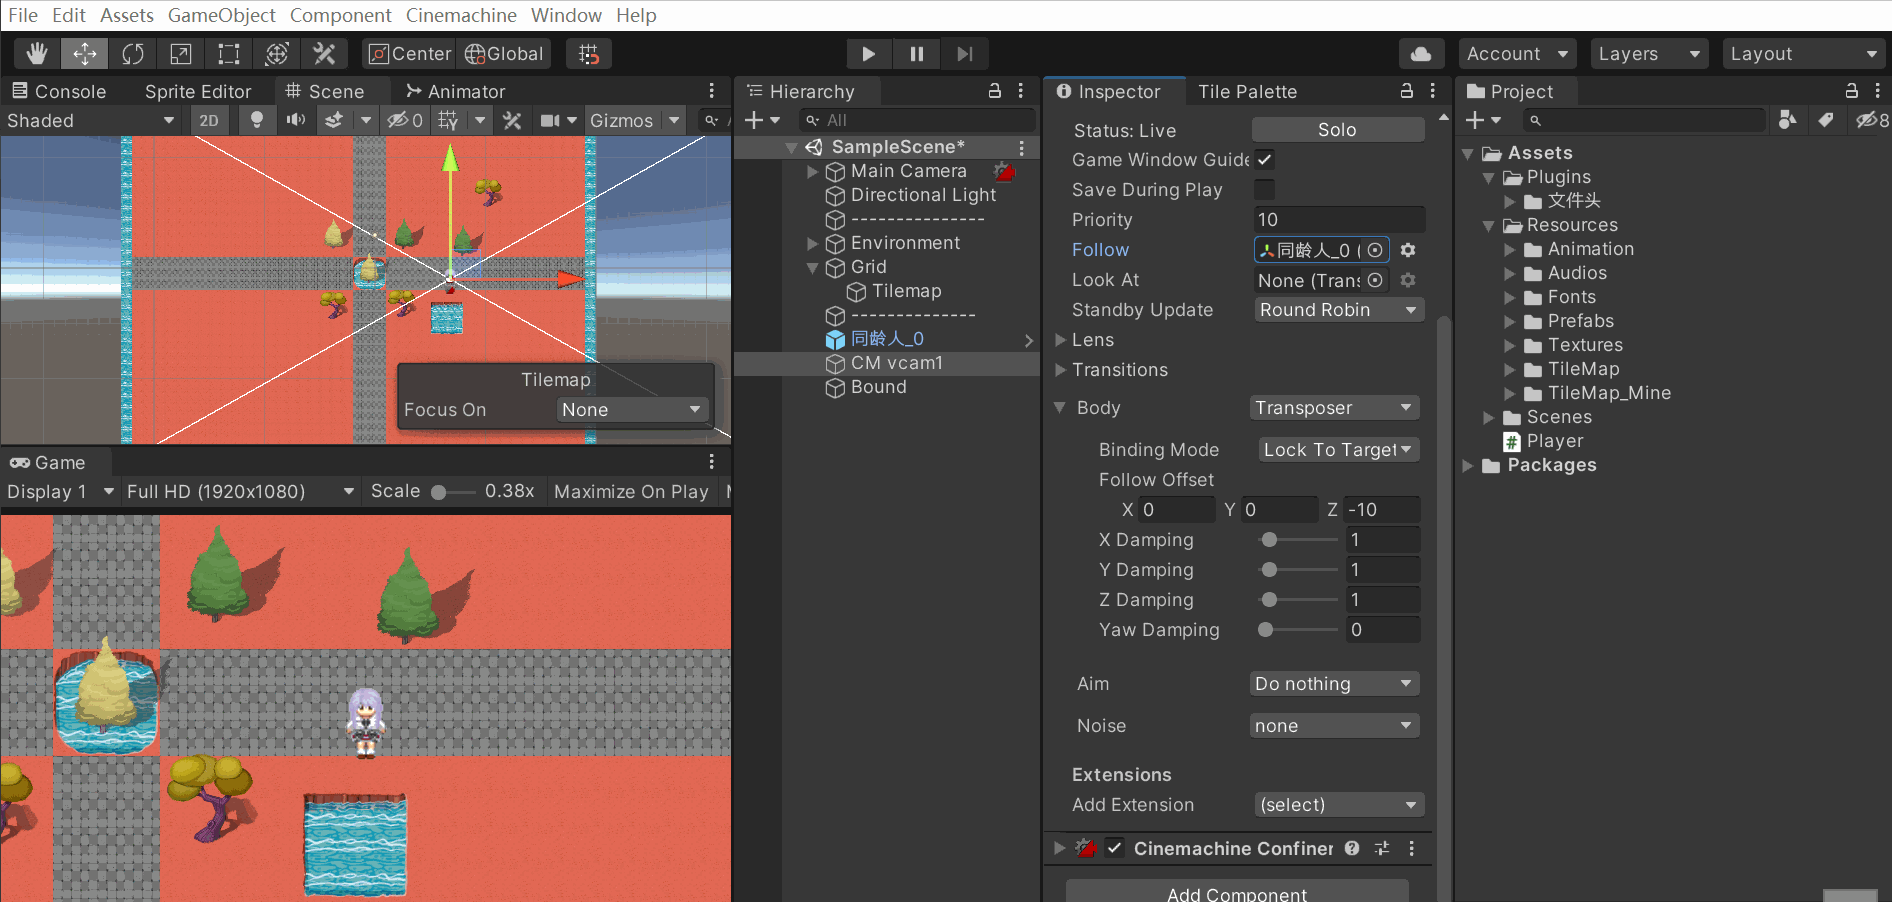 File Edit Assets GameObject Component Cinemachine Window Help
Center Global Account Layers Layout
Console Sprite Editor Scene Animator
Shaded 2D 0 Gizmos
Tilemap
Focus On None
Game
Display 1 Full HD (1920x1080) Scale 0.38x Maximize On Play
Hierarchy
All
SampleScene*
Main Camera
Directional Light
---------------
Environment
Grid
Tilemap
--------------
同龄人_0
CM vcam1
Bound
Inspector Tile Palette
Status: Live Solo
Game Window Guide
Save During Play
Priority 10
Follow 同龄人_0 (
Look At None (Trans
Standby Update Round Robin
Lens
Transitions
Body Transposer
Binding Mode Lock To Target
Follow Offset
X 0 Y 0 Z -10
X Damping 1
Y Damping 1
Z Damping 1
Yaw Damping 0
Aim Do nothing
Noise none
Extensions
Add Extension (select)
Cinemachine Confiner
Add Component
Project
8
Assets
Plugins
文件头
Resources
Animation
Audios
Fonts
Prefabs
Textures
TileMap
TileMap_Mine
Scenes
Player
Packages